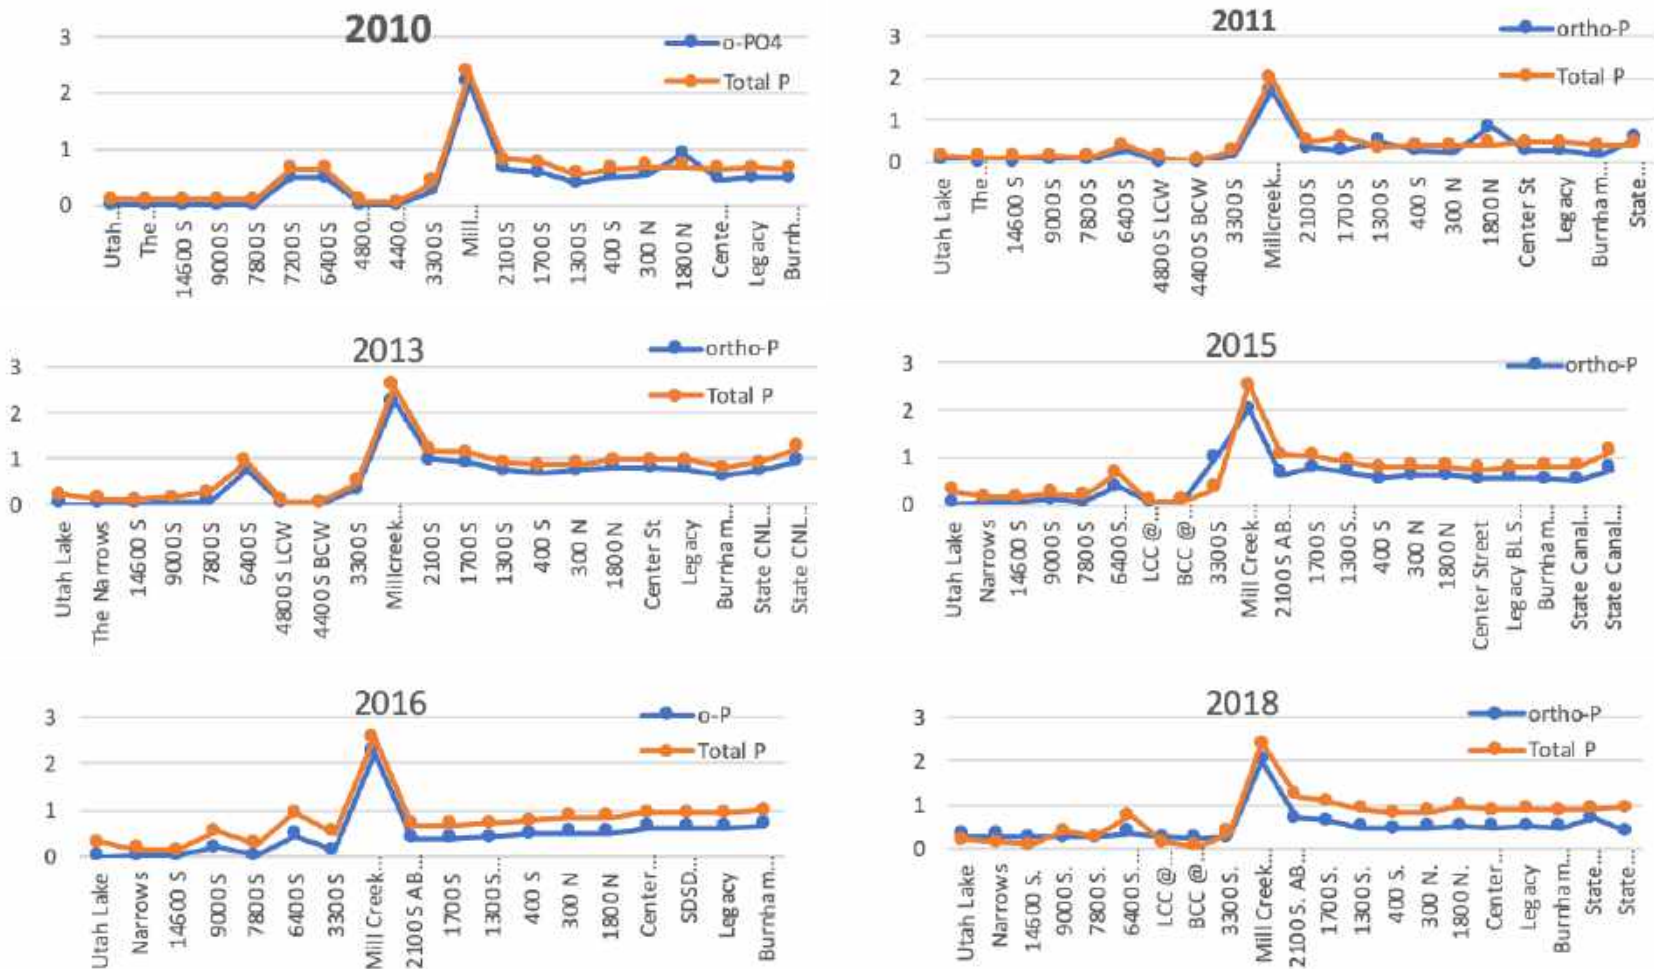 2010
3
2
1
0
o-PO4
Total P
Utah...
The...
14600 S
9000 S
7800 S
7200 S
6400 S
4800...
4400...
3300 S
Mill...
2100 S
1700 S
1300 S
400 S
300 N
1800 N
Cente...
Legacy
Burnh...
2011
4
3
2
1
0
ortho-P
Total P
Utah Lake
The...
14600 S
9000 S
7800 S
6400 S
4800 S LCW
4400 S BCW
3300 S
Millcreek...
2100 S
1700 S
1300 S
400 S
300 N
1800 N
Center St
Legacy
Burnham...
State...
2013
3
2
1
0
ortho-P
Total P
Utah Lake
The Narrows
14600 S
9000 S
7800 S
6400 S
4800 S LCW
4400 S BCW
3300 S
Millcreek...
2100 S
1700 S
1300 S
400 S
300 N
1800 N
Center St
Legacy
Burnham...
State CNL...
State CNL...
2015
3
2
1
0
ortho-P
Utah Lake
Narrows
14600 S
9000 S
7800 S
6400 S...
LCC @...
BCC @...
3300 S
Mill Creek...
2100 S AB...
1700 S
1300 S...
400 S
300 N
1800 N
Center Street
Legacy BL S...
Burnham...
State Canal...
State Canal...
2016
3
2
1
0
o-P
Total P
Utah Lake
Narrows
14600 S
9000 S
7800 S
6400 S
3300 S
Mill Creek...
2100 S AB...
1700 S
1300 S...
400 S
300 N
1800 N
Center...
SDSD...
Legacy
Burnham...
2018
3
2
1
0
ortho-P
Total P
Utah Lake
Narrows
14600 S.
9000 S.
7800 S.
6400 S...
LCC @...
BCC @...
3300 S.
Mill Creek...
2100 S. AB...
1700 S.
1300 S.
400 S.
300 N.
1800 N.
Center...
Legacy
Burnham...
State...
State...